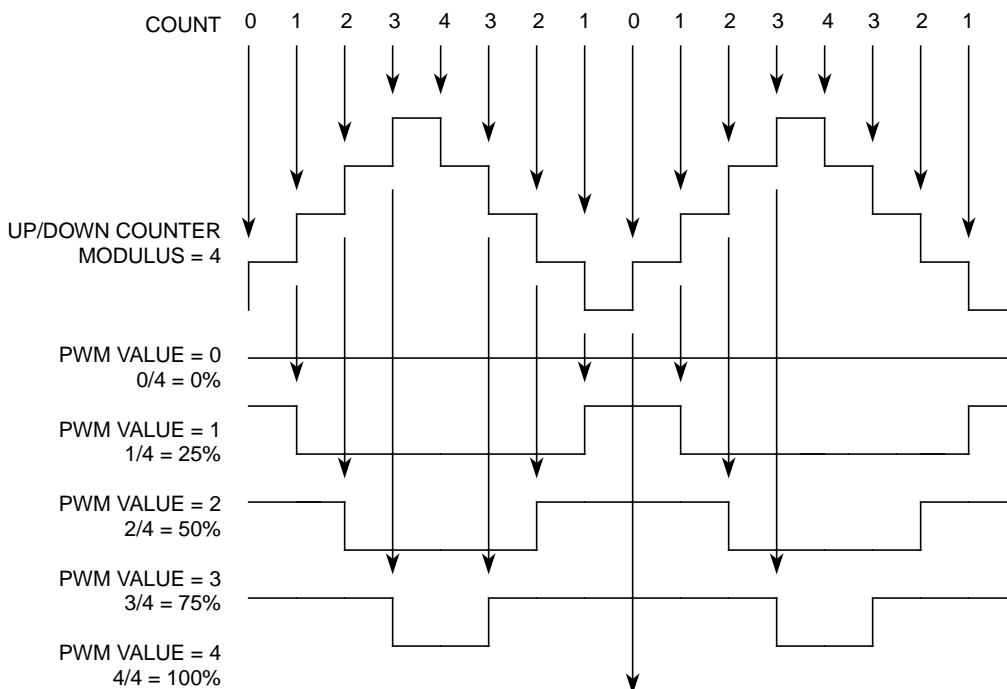 COUNT 0 1 2 3 4 3 2 1 0 1 2 3 4 3 2 1
UP/DOWN COUNTER
MODULUS = 4
PWM VALUE = 0
0/4 = 0%
PWM VALUE = 1
1/4 = 25%
PWM VALUE = 2
2/4 = 50%
PWM VALUE = 3
3/4 = 75%
PWM VALUE = 4
4/4 = 100%